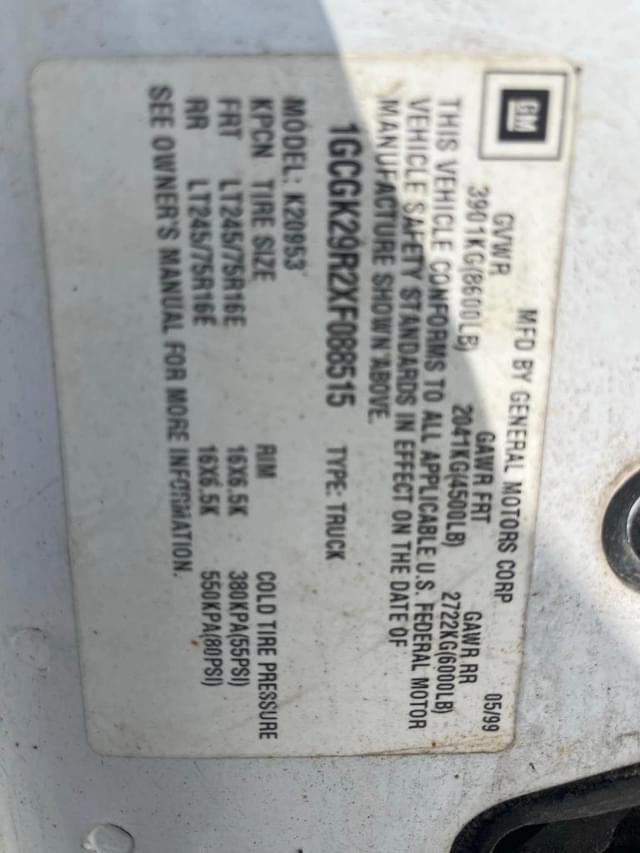 GM
MFD BY GENERAL MOTORS CORP 05/99
GVWR GAWR FRT GAWR RR
3901KG(8600LB) 2041KG(4500LB) 2722KG(6000LB)
THIS VEHICLE CONFORMS TO ALL APPLICABLE U.S. FEDERAL MOTOR
VEHICLE SAFETY STANDARDS IN EFFECT ON THE DATE OF
MANUFACTURE SHOWN ABOVE.
1GCGK29R2XF088515 TYPE: TRUCK
MODEL: K20953
KPCN TIRE SIZE RIM COLD TIRE PRESSURE
FRT LT245/75R16E 16X6.5K 380KPA(55PSI)
RR LT245/75R16E 16X6.5K 550KPA(80PSI)
SEE OWNER'S MANUAL FOR MORE INFORMATION.